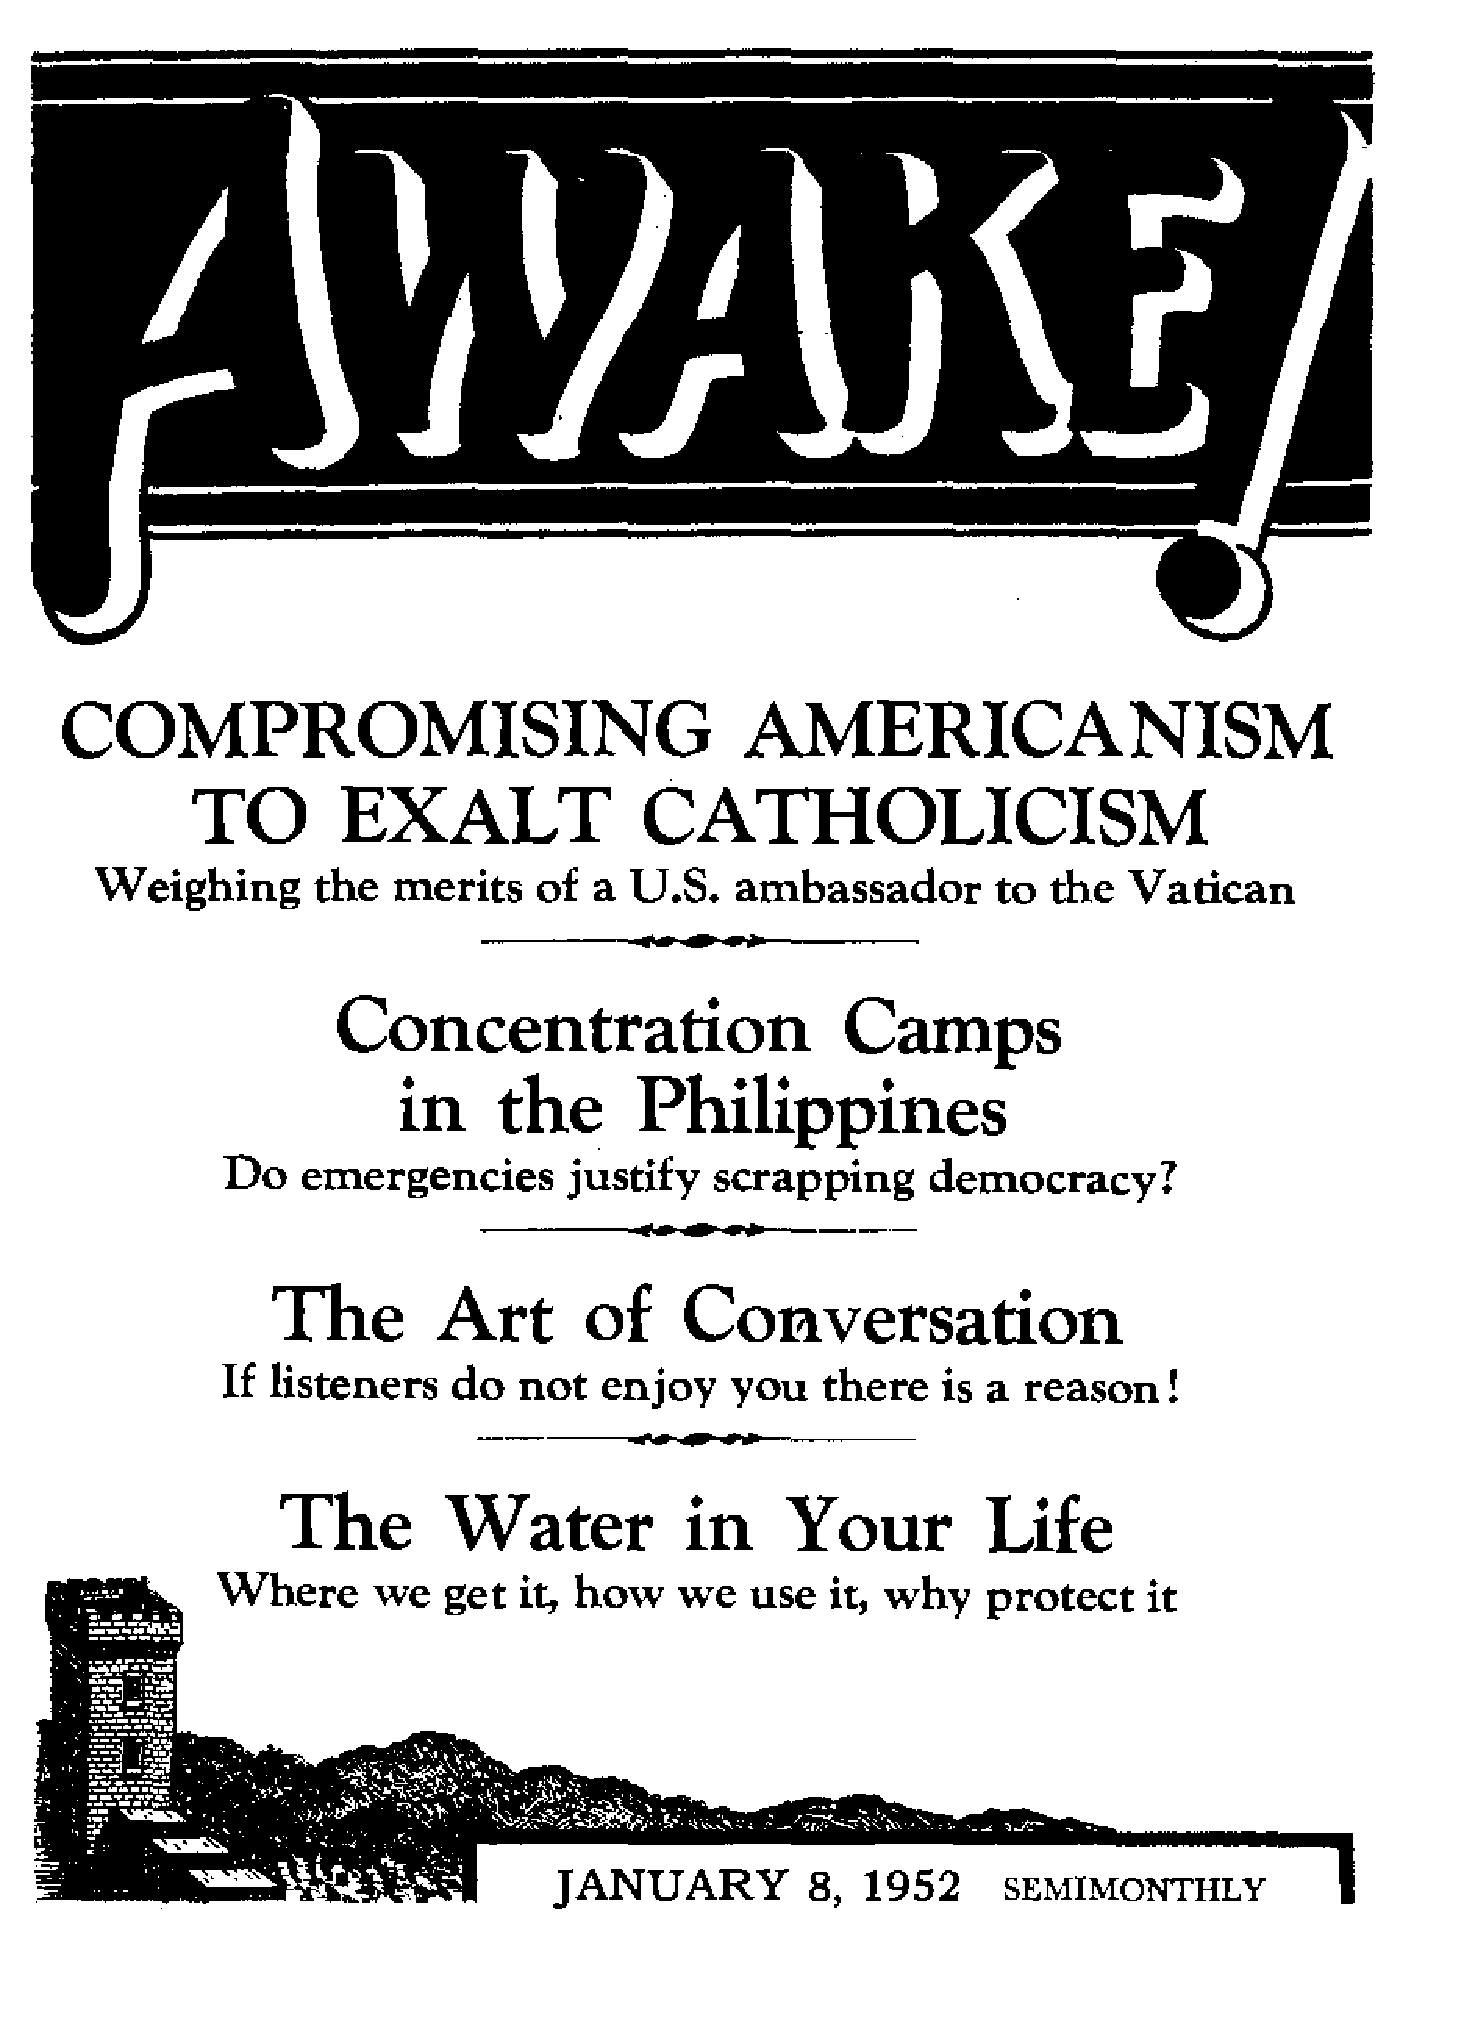 AWAKE!
COMPROMISING AMERICANISM
TO EXALT CATHOLICISM
Weighing the merits of a U.S. ambassador to the Vatican
Concentration Camps
in the Philippines
Do emergencies justify scrapping democracy?
The Art of Conversation
If listeners do not enjoy you there is a reason!
The Water in Your Life
Where we get it, how we use it, why protect it
JANUARY 8, 1952 SEMIMONTHLY